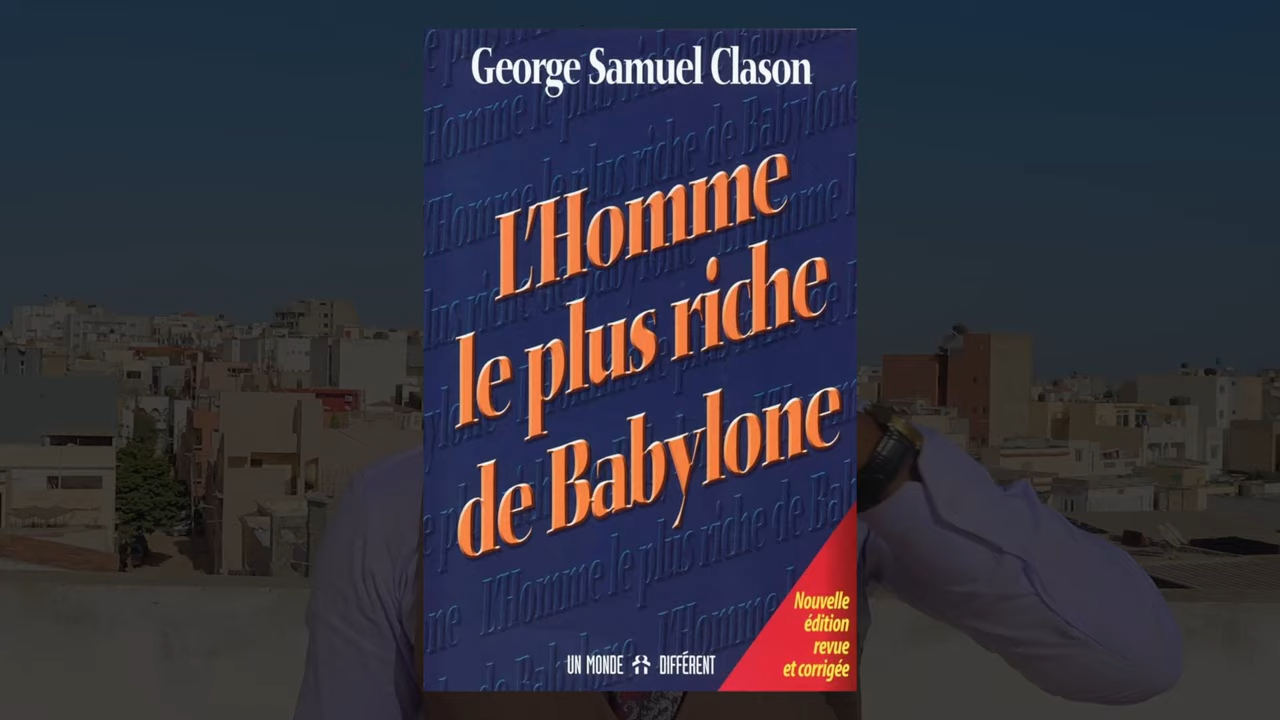 George Samuel Clason
L'Homme
le plus riche
de Babylone
Nouvelle
édition
revue
et corrigée
UN MONDE DIFFÉRENT